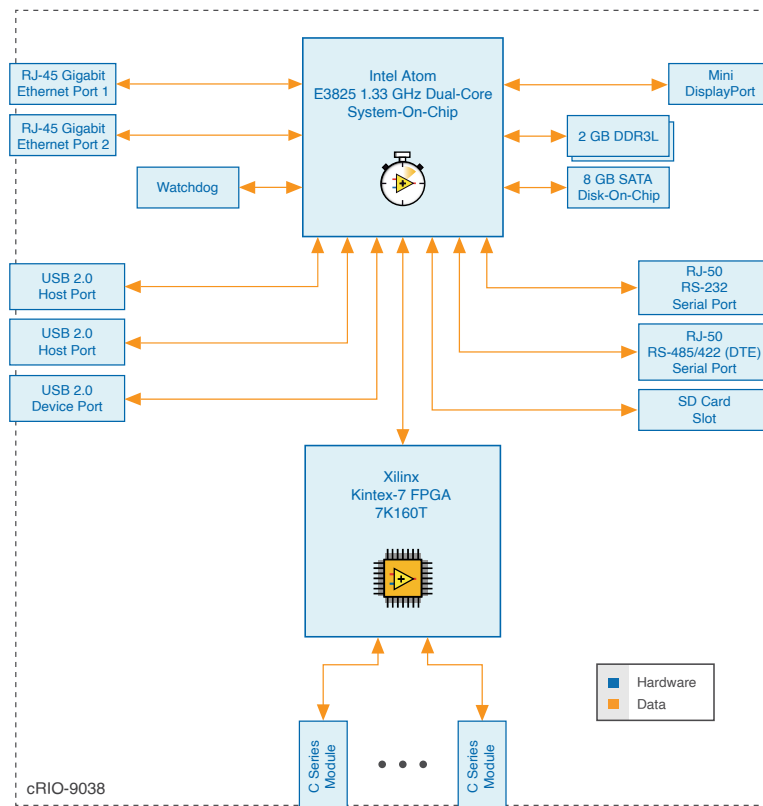 Intel Atom
E3825 1.33 GHz Dual-Core
System-On-Chip
RJ-45 Gigabit
Ethernet Port 1
RJ-45 Gigabit
Ethernet Port 2
Watchdog
Mini
DisplayPort
2 GB DDR3L
8 GB SATA
Disk-On-Chip
USB 2.0
Host Port
USB 2.0
Host Port
USB 2.0
Device Port
RJ-50
RS-232
Serial Port
RJ-50
RS-485/422 (DTE)
Serial Port
SD Card
Slot
Xilinx
Kintex-7 FPGA
7K160T
Hardware
Data
C Series
Module
C Series
Module
cRIO-9038